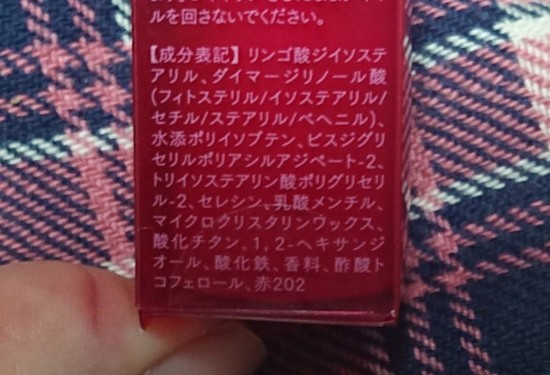 ルを回さないでください。
【成分表記】リンゴ酸ジイソステ
アリル、ダイマージリノール酸
(フィトステリル/イソステアリル/
セチル/ステアリル/ベヘニル)、
水添ポリイソブテン、ビスジグリ
セリルポリアシルアジペート-2、
トリイソステアリン酸ポリグリセリ
ル-2、セレシン、乳酸メンチル、
マイクロクリスタリンワックス、
酸化チタン、1, 2-ヘキサンジ
オール、酸化鉄、香料、酢酸ト
コフェロール、赤202